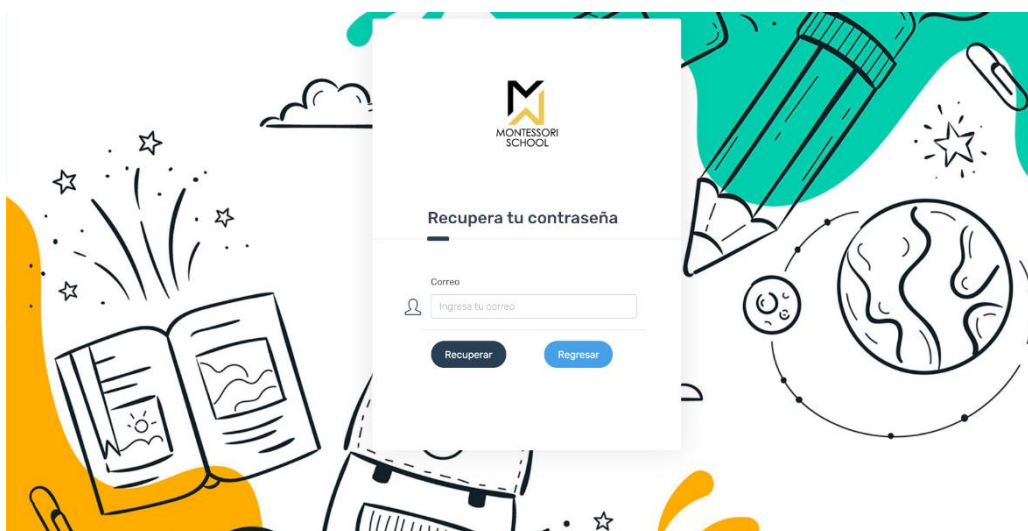 MONTESSORI
SCHOOL
Recupera tu contraseña
Correo
Ingresa tu correo
Recuperar
Regresar